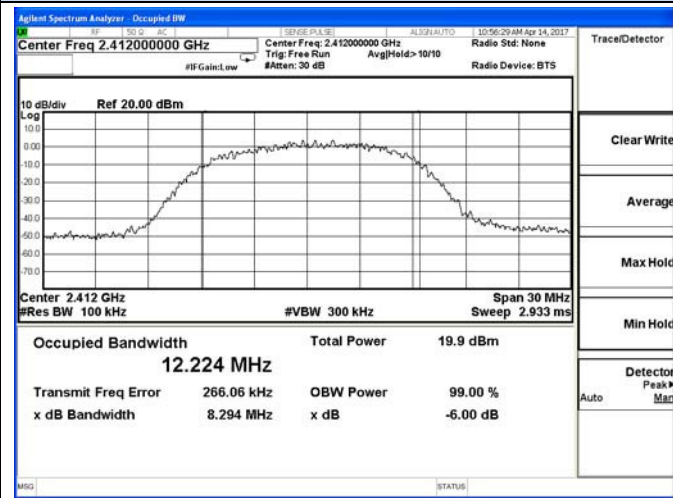 Agilent Spectrum Analyzer - Occupied BW
RF 50 Ω AC SENSE:PULSE ALIGNAUTO 10:56:29 AM Apr 14, 2017
Center Freq 2.412000000 GHz
Center Freq: 2.412000000 GHz
Radio Std: None
Trig: Free Run Avg|Hold:> 10/10
#IFGain:Low #Atten: 30 dB Radio Device: BTS
Trace/Detector
10 dB/div Ref 20.00 dBm
Log
10.0
0.00
-10.0
-20.0
-30.0
-40.0
-50.0
-60.0
-70.0
Center 2.412 GHz Span 30 MHz
#Res BW 100 kHz #VBW 300 kHz Sweep 2.933 ms
Occupied Bandwidth Total Power 19.9 dBm
12.224 MHz
Transmit Freq Error 266.06 kHz OBW Power 99.00 %
x dB Bandwidth 8.294 MHz x dB -6.00 dB
Clear Write
Average
Max Hold
Min Hold
Detector
Peak▶
Auto Man
MSG STATUS